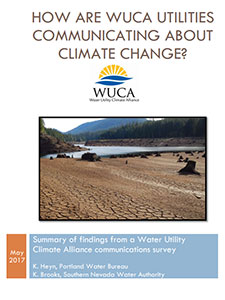 HOW ARE WUCA UTILITIES
COMMUNICATING ABOUT
CLIMATE CHANGE?
WUCA
Water Utility Climate Alliance
May
2017
Summary of findings from a Water Utility
Climate Alliance communications survey
K. Heyn, Portland Water Bureau
K. Brooks, Southern Nevada Water Authority